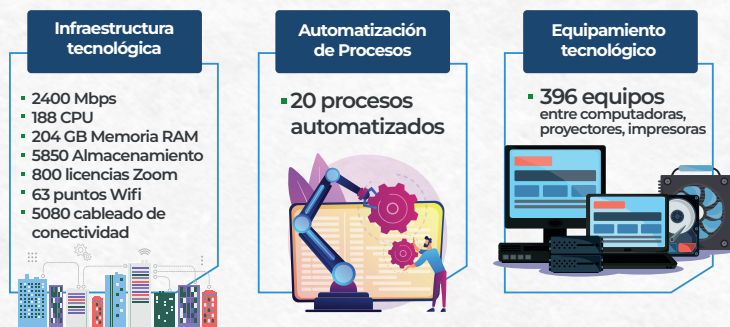 Infraestructura
tecnológica
2400 Mbps
188 CPU
204 GB Memoria RAM
5850 Almacenamiento
800 licencias Zoom
63 puntos Wifi
5080 cableado de
conectividad
Automatización
de Procesos
20 procesos
automatizados
Equipamiento
tecnológico
396 equipos
entre computadoras,
proyectores, impresoras